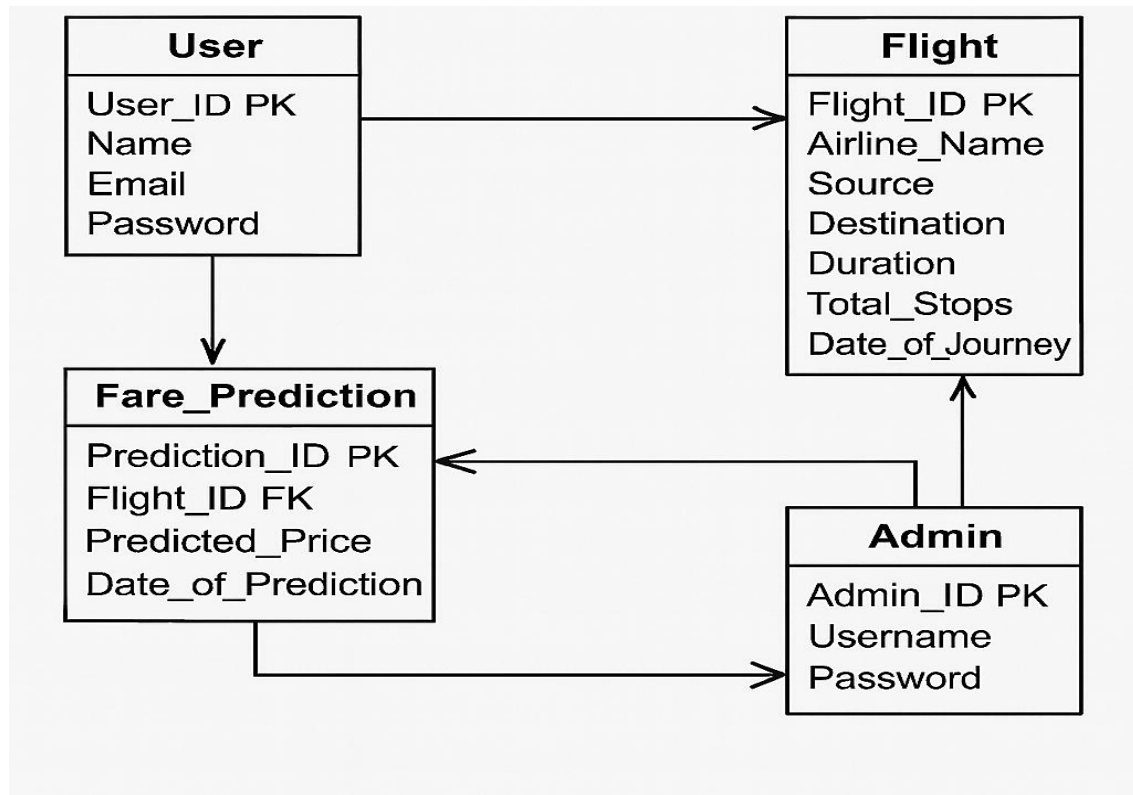 User
User_ID PK
Name
Email
Password
Flight
Flight_ID PK
Airline_Name
Source
Destination
Duration
Total_Stops
Date_of_Journey
Fare_Prediction
Prediction_ID PK
Flight_ID FK
Predicted_Price
Date_of_Prediction
Admin
Admin_ID PK
Username
Password